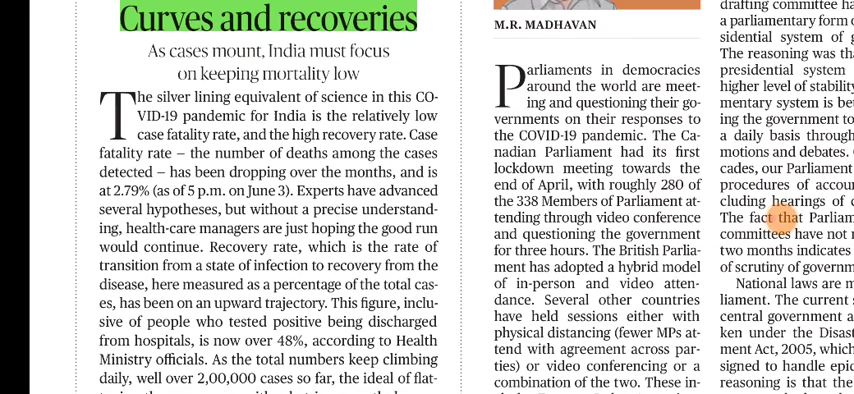 Curves and recoveries
As cases mount, India must focus
on keeping mortality low
The silver lining equivalent of science in this CO-
VID-19 pandemic for India is the relatively low
case fatality rate, and the high recovery rate. Case
fatality rate — the number of deaths among the cases
detected — has been dropping over the months, and is
at 2.79% (as of 5 p.m. on June 3). Experts have advanced
several hypotheses, but without a precise understand-
ing, health-care managers are just hoping the good run
would continue. Recovery rate, which is the rate of
transition from a state of infection to recovery from the
disease, here measured as a percentage of the total cas-
es, has been on an upward trajectory. This figure, inclu-
sive of people who tested positive being discharged
from hospitals, is now over 48%, according to Health
Ministry officials. As the total numbers keep climbing
daily, well over 2,00,000 cases so far, the ideal of flat-
M.R. MADHAVAN
Parliaments in democracies
around the world are meet-
ing and questioning their go-
vernments on their responses to
the COVID-19 pandemic. The Ca-
nadian Parliament had its first
lockdown meeting towards the
end of April, with roughly 280 of
the 338 Members of Parliament at-
tending through video conference
and questioning the government
for three hours. The British Parlia-
ment has adopted a hybrid model
of in-person and video atten-
dance. Several other countries
have held sessions either with
physical distancing (fewer MPs at-
tend with agreement across par-
ties) or video conferencing or a
combination of the two. These in-
drafting committee ha
a parliamentary form o
sidential system of g
The reasoning was tha
presidential system
higher level of stability
mentary system is bet
ing the government to
a daily basis through
motions and debates.
cades, our Parliament
procedures of accour
cluding hearings of c
The fact that Parliam
committees have not
two months indicates
of scrutiny of governm
National laws are m
liament. The current s
central government a
ken under the Disast
ment Act, 2005, which
signed to handle epid
reasoning is that the